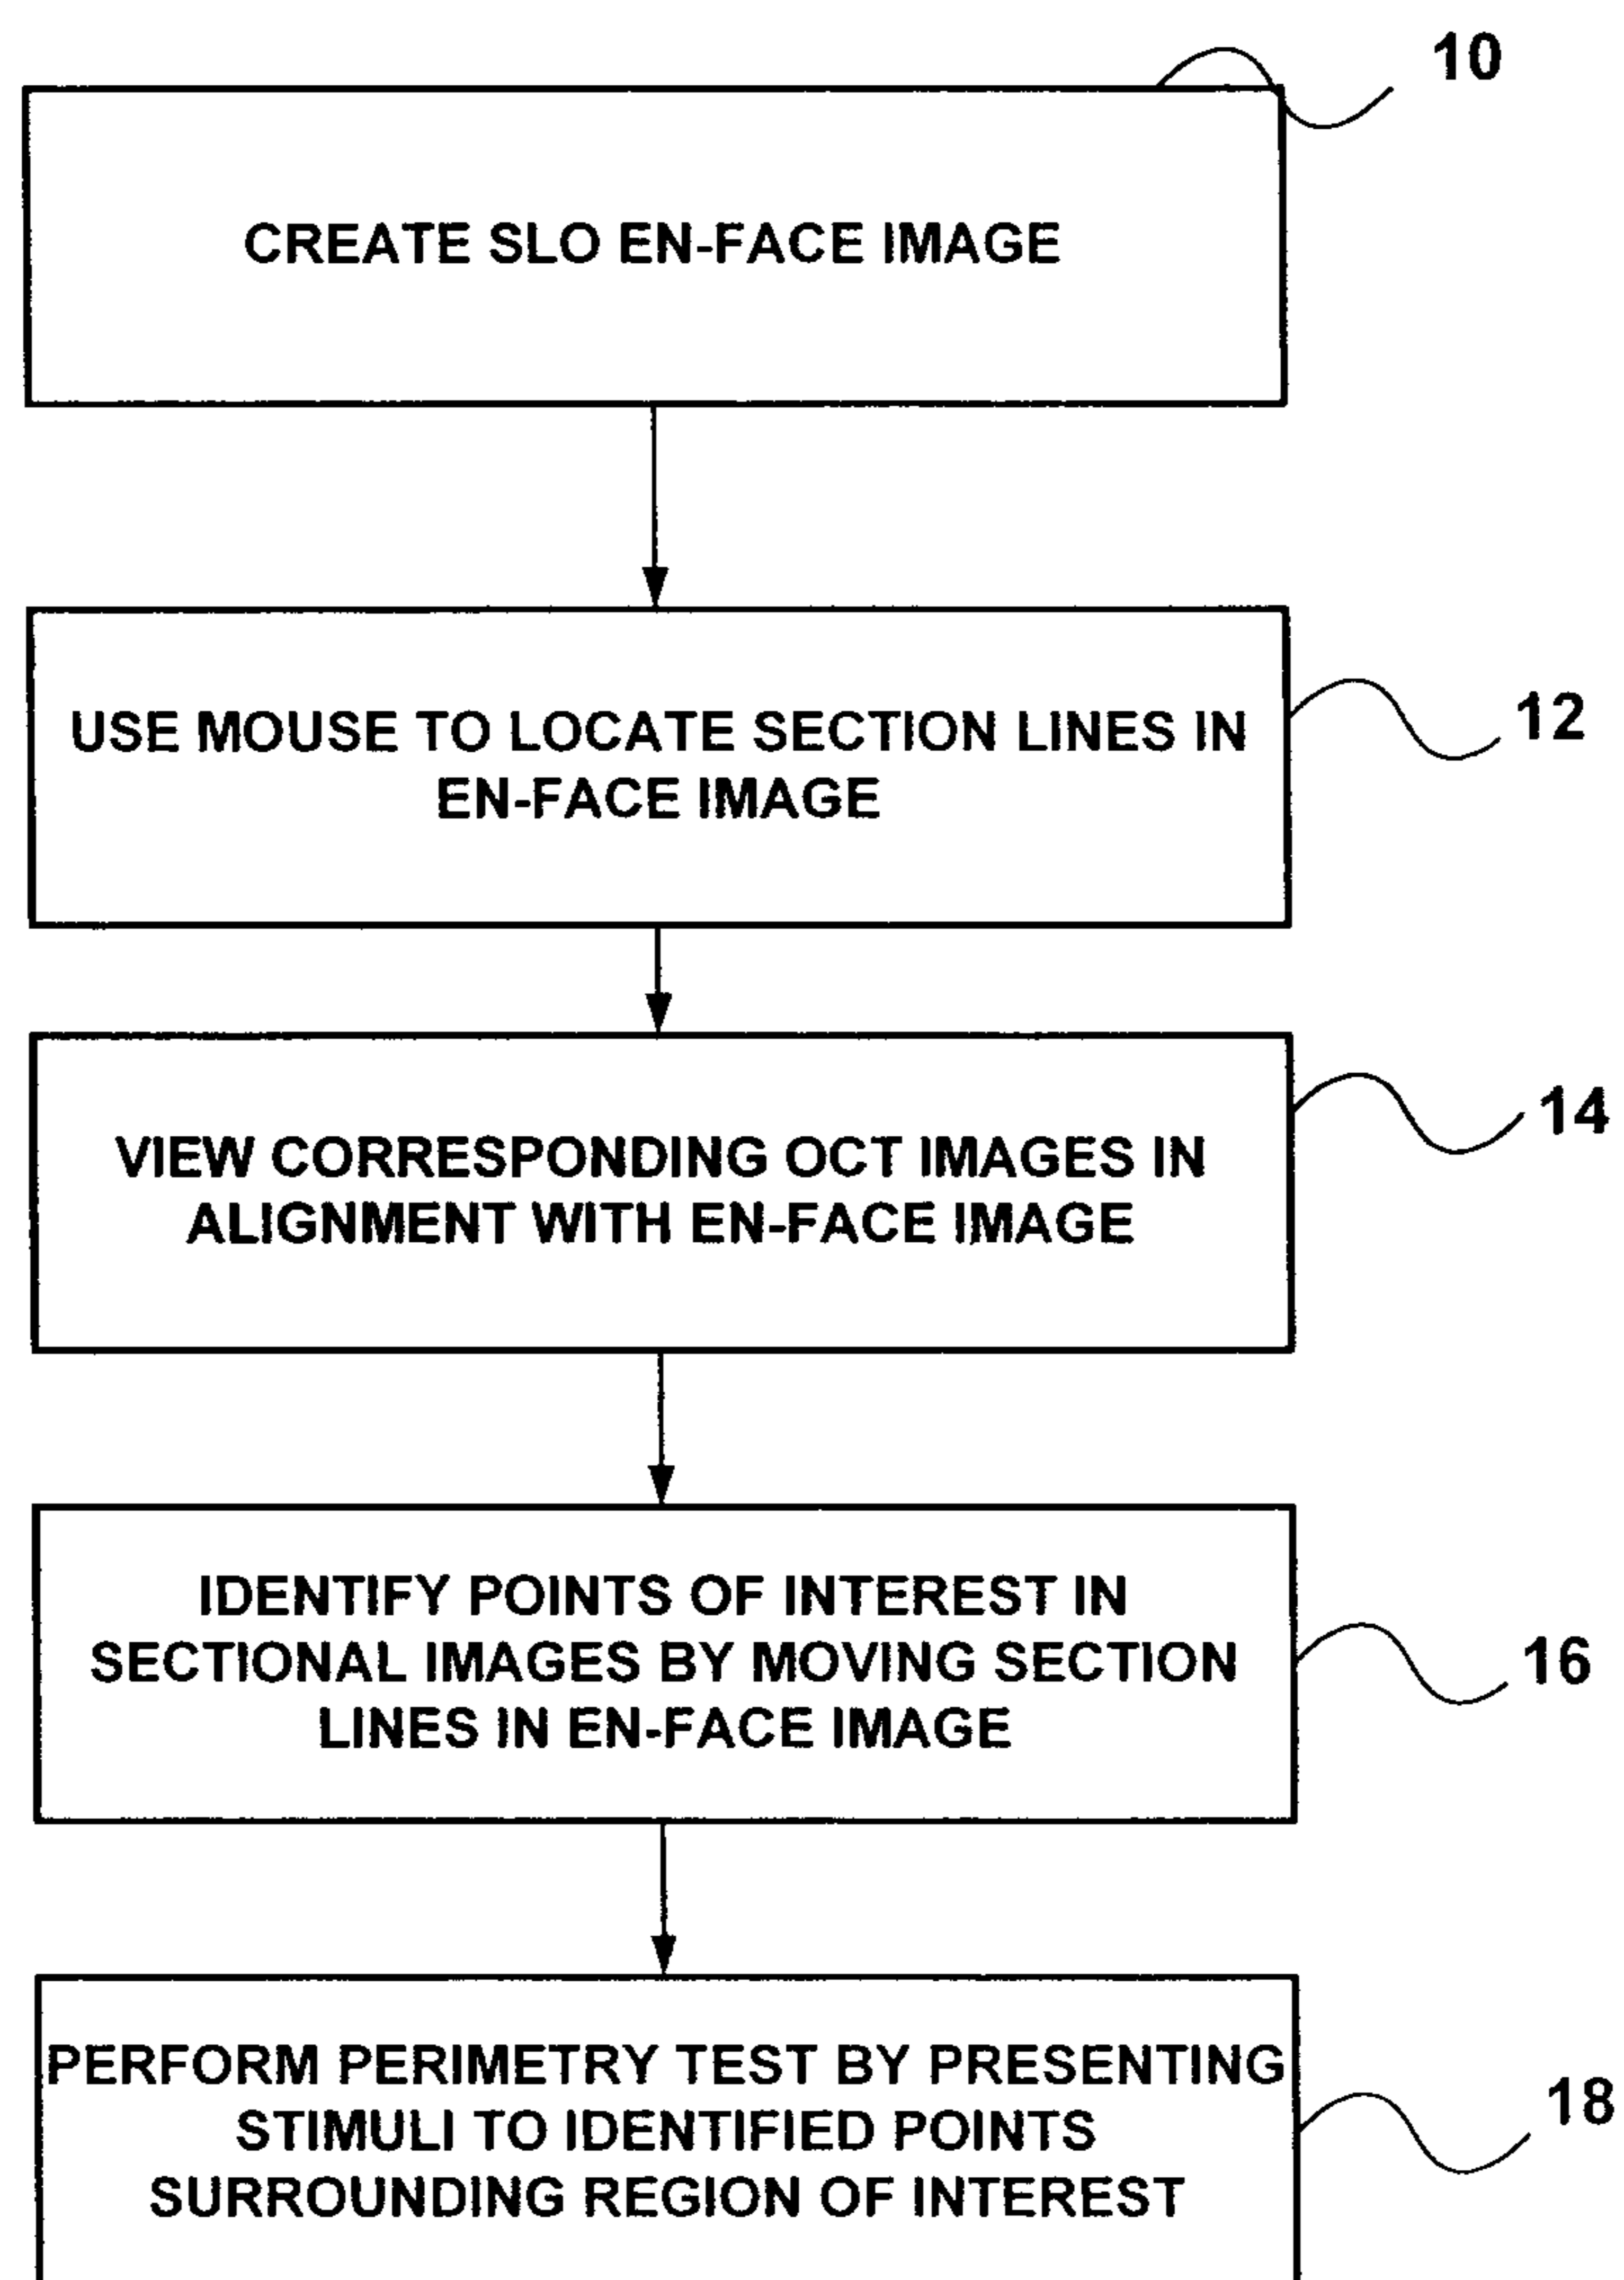 10
CREATE SLO EN-FACE IMAGE
USE MOUSE TO LOCATE SECTION LINES IN
EN-FACE IMAGE
12
VIEW CORRESPONDING OCT IMAGES IN
ALIGNMENT WITH EN-FACE IMAGE
14
IDENTIFY POINTS OF INTEREST IN
SECTIONAL IMAGES BY MOVING SECTION
LINES IN EN-FACE IMAGE
16
PERFORM PERIMETRY TEST BY PRESENTING
STIMULI TO IDENTIFIED POINTS
SURROUNDING REGION OF INTEREST
18